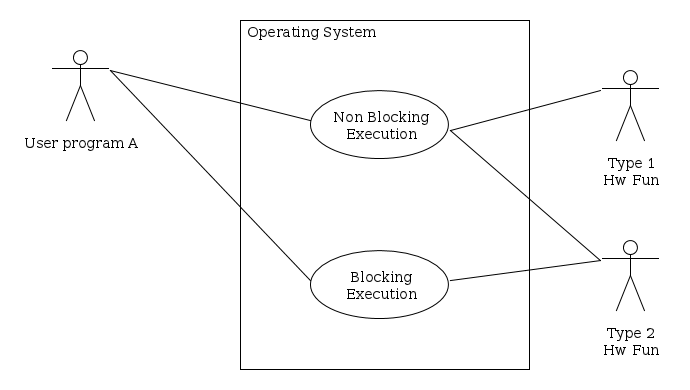 Operating System
User program A
Non Blocking
Execution
Type 1
Hw Fun
Blocking
Execution
Type 2
Hw Fun